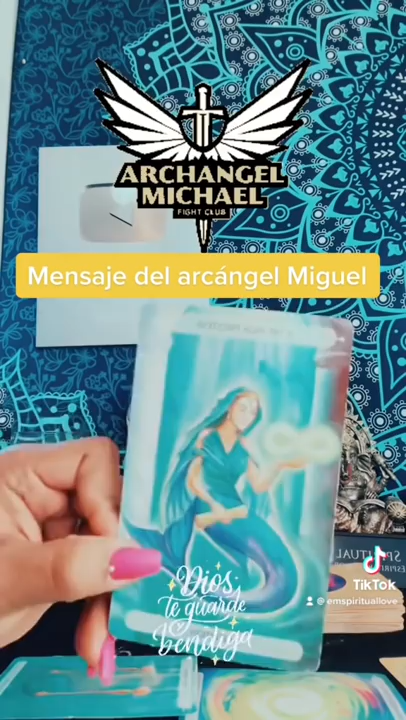 ARCHANGEL
MICHAEL
FIGHT CLUB
Mensaje del arcángel Miguel
Dios
te guarde
y
bendiga
TikTok
@emspirituallove